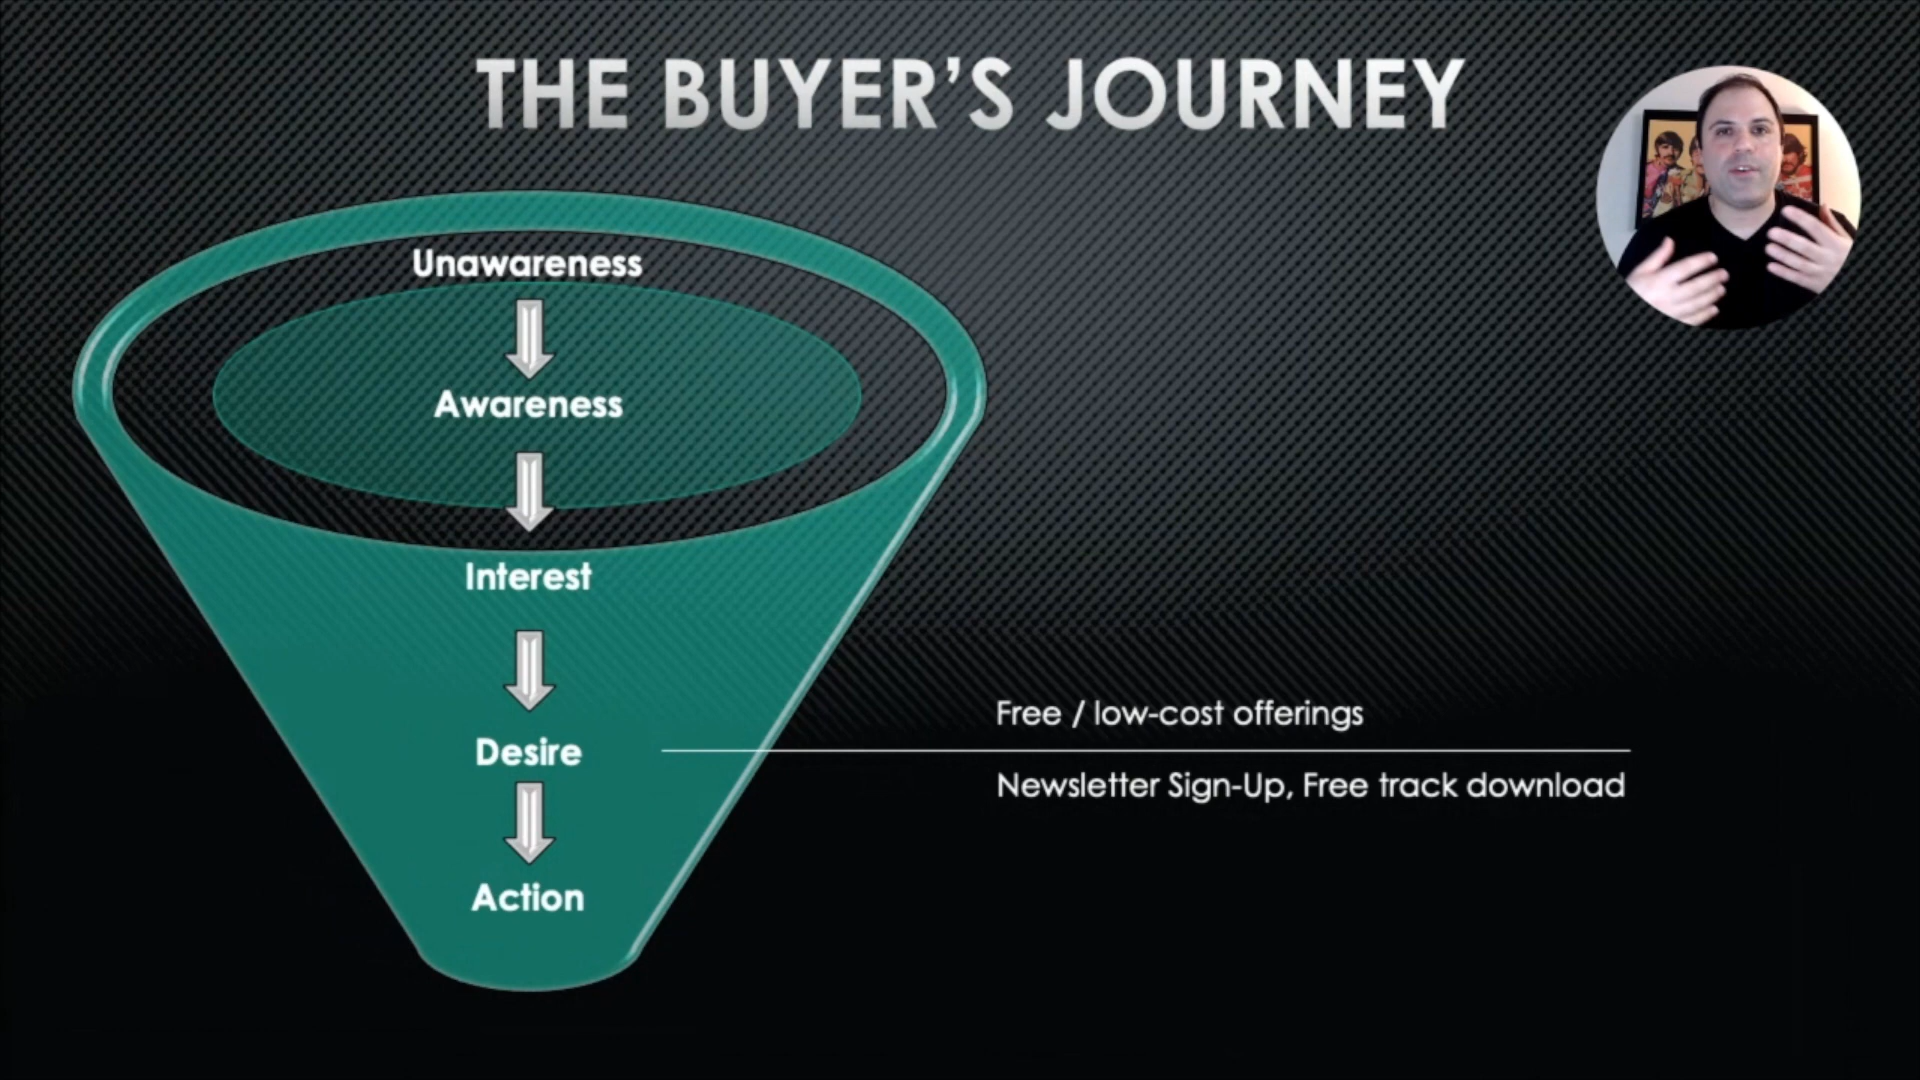 THE BUYER’S JOURNEY
Unawareness
Awareness
Interest
Desire
Free / low-cost offerings
Newsletter Sign-Up, Free track download
Action